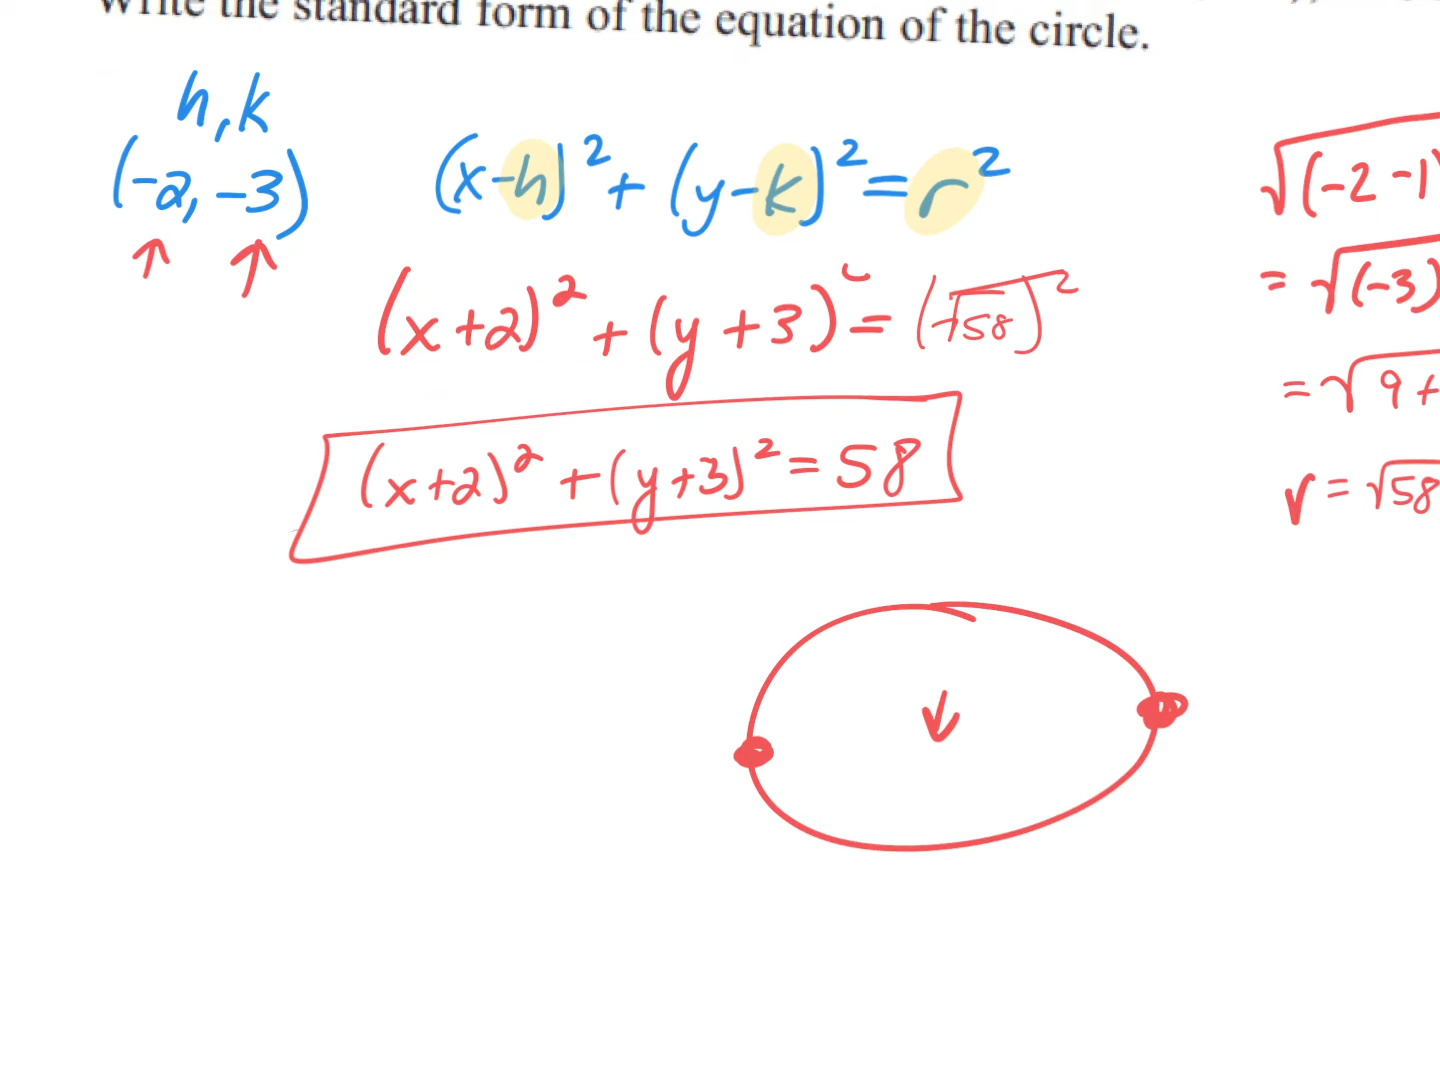 Write the standard form of the equation of the circle.
h, k
(-2, -3)
(x-h)² + (y-k)² = r²
(x+2)² + (y+3)² = (√58)²
(x+2)² + (y+3)² = 58
√(-2-1)
= √(-3)
= √9+
r = √58